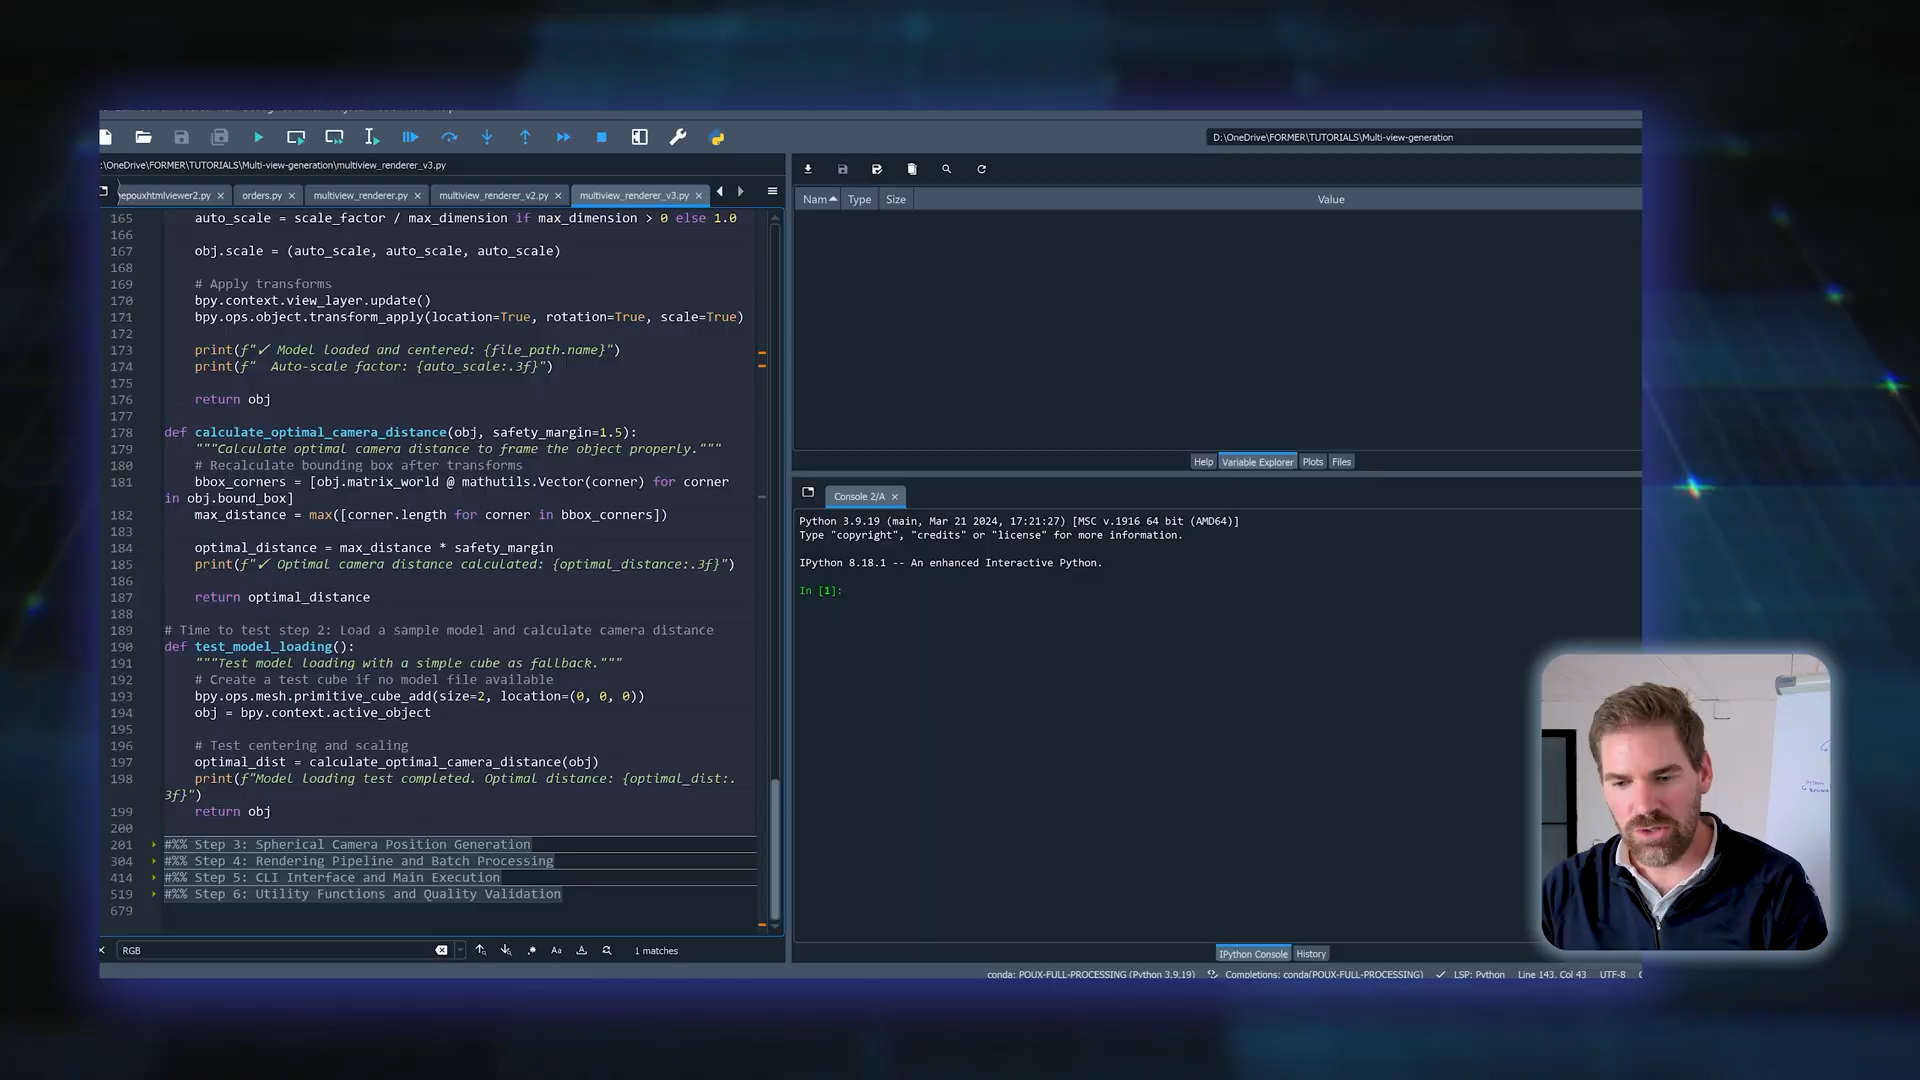 D:\OneDrive\FORMER\TUTORIALS\Multi-view-generation
:\OneDrive\FORMER\TUTORIALS\Multi-view-generation\multiview_renderer_v3.py
epouxhtmlviewer2.py
orders.py
multiview_renderer.py
multiview_renderer_v2.py
multiview_renderer_v3.py
165 auto_scale = scale_factor / max_dimension if max_dimension > 0 else 1.0
166
167 obj.scale = (auto_scale, auto_scale, auto_scale)
168
169 # Apply transforms
170 bpy.context.view_layer.update()
171 bpy.ops.object.transform_apply(location=True, rotation=True, scale=True)
172
173 print(f"✓ Model loaded and centered: {file_path.name}")
174 print(f"  Auto-scale factor: {auto_scale:.3f}")
175
176 return obj
177
178 def calculate_optimal_camera_distance(obj, safety_margin=1.5):
179 """Calculate optimal camera distance to frame the object properly."""
180 # Recalculate bounding box after transforms
181 bbox_corners = [obj.matrix_world @ mathutils.Vector(corner) for corner
in obj.bound_box]
182 max_distance = max([corner.length for corner in bbox_corners])
183
184 optimal_distance = max_distance * safety_margin
185 print(f"✓ Optimal camera distance calculated: {optimal_distance:.3f}")
186
187 return optimal_distance
188
189 # Time to test step 2: Load a sample model and calculate camera distance
190 def test_model_loading():
191 """Test model loading with a simple cube as fallback."""
192 # Create a test cube if no model file available
193 bpy.ops.mesh.primitive_cube_add(size=2, location=(0, 0, 0))
194 obj = bpy.context.active_object
195
196 # Test centering and scaling
197 optimal_dist = calculate_optimal_camera_distance(obj)
198 print(f"Model loading test completed. Optimal distance: {optimal_dist:.
3f}")
199 return obj
200
201 #%% Step 3: Spherical Camera Position Generation
304 #%% Step 4: Rendering Pipeline and Batch Processing
414 #%% Step 5: CLI Interface and Main Execution
519 #%% Step 6: Utility Functions and Quality Validation
679
RGB
Aa
1 matches
Nam Type Size Value
Help Variable Explorer Plots Files
Console 2/A
Python 3.9.19 (main, Mar 21 2024, 17:21:27) [MSC v.1916 64 bit (AMD64)]
Type "copyright", "credits" or "license" for more information.
IPython 8.18.1 -- An enhanced Interactive Python.
In [1]:
IPython Console History
conda: POUX-FULL-PROCESSING (Python 3.9.19) Completions: conda(POUX-FULL-PROCESSING) LSP: Python Line 143, Col 43 UTF-8